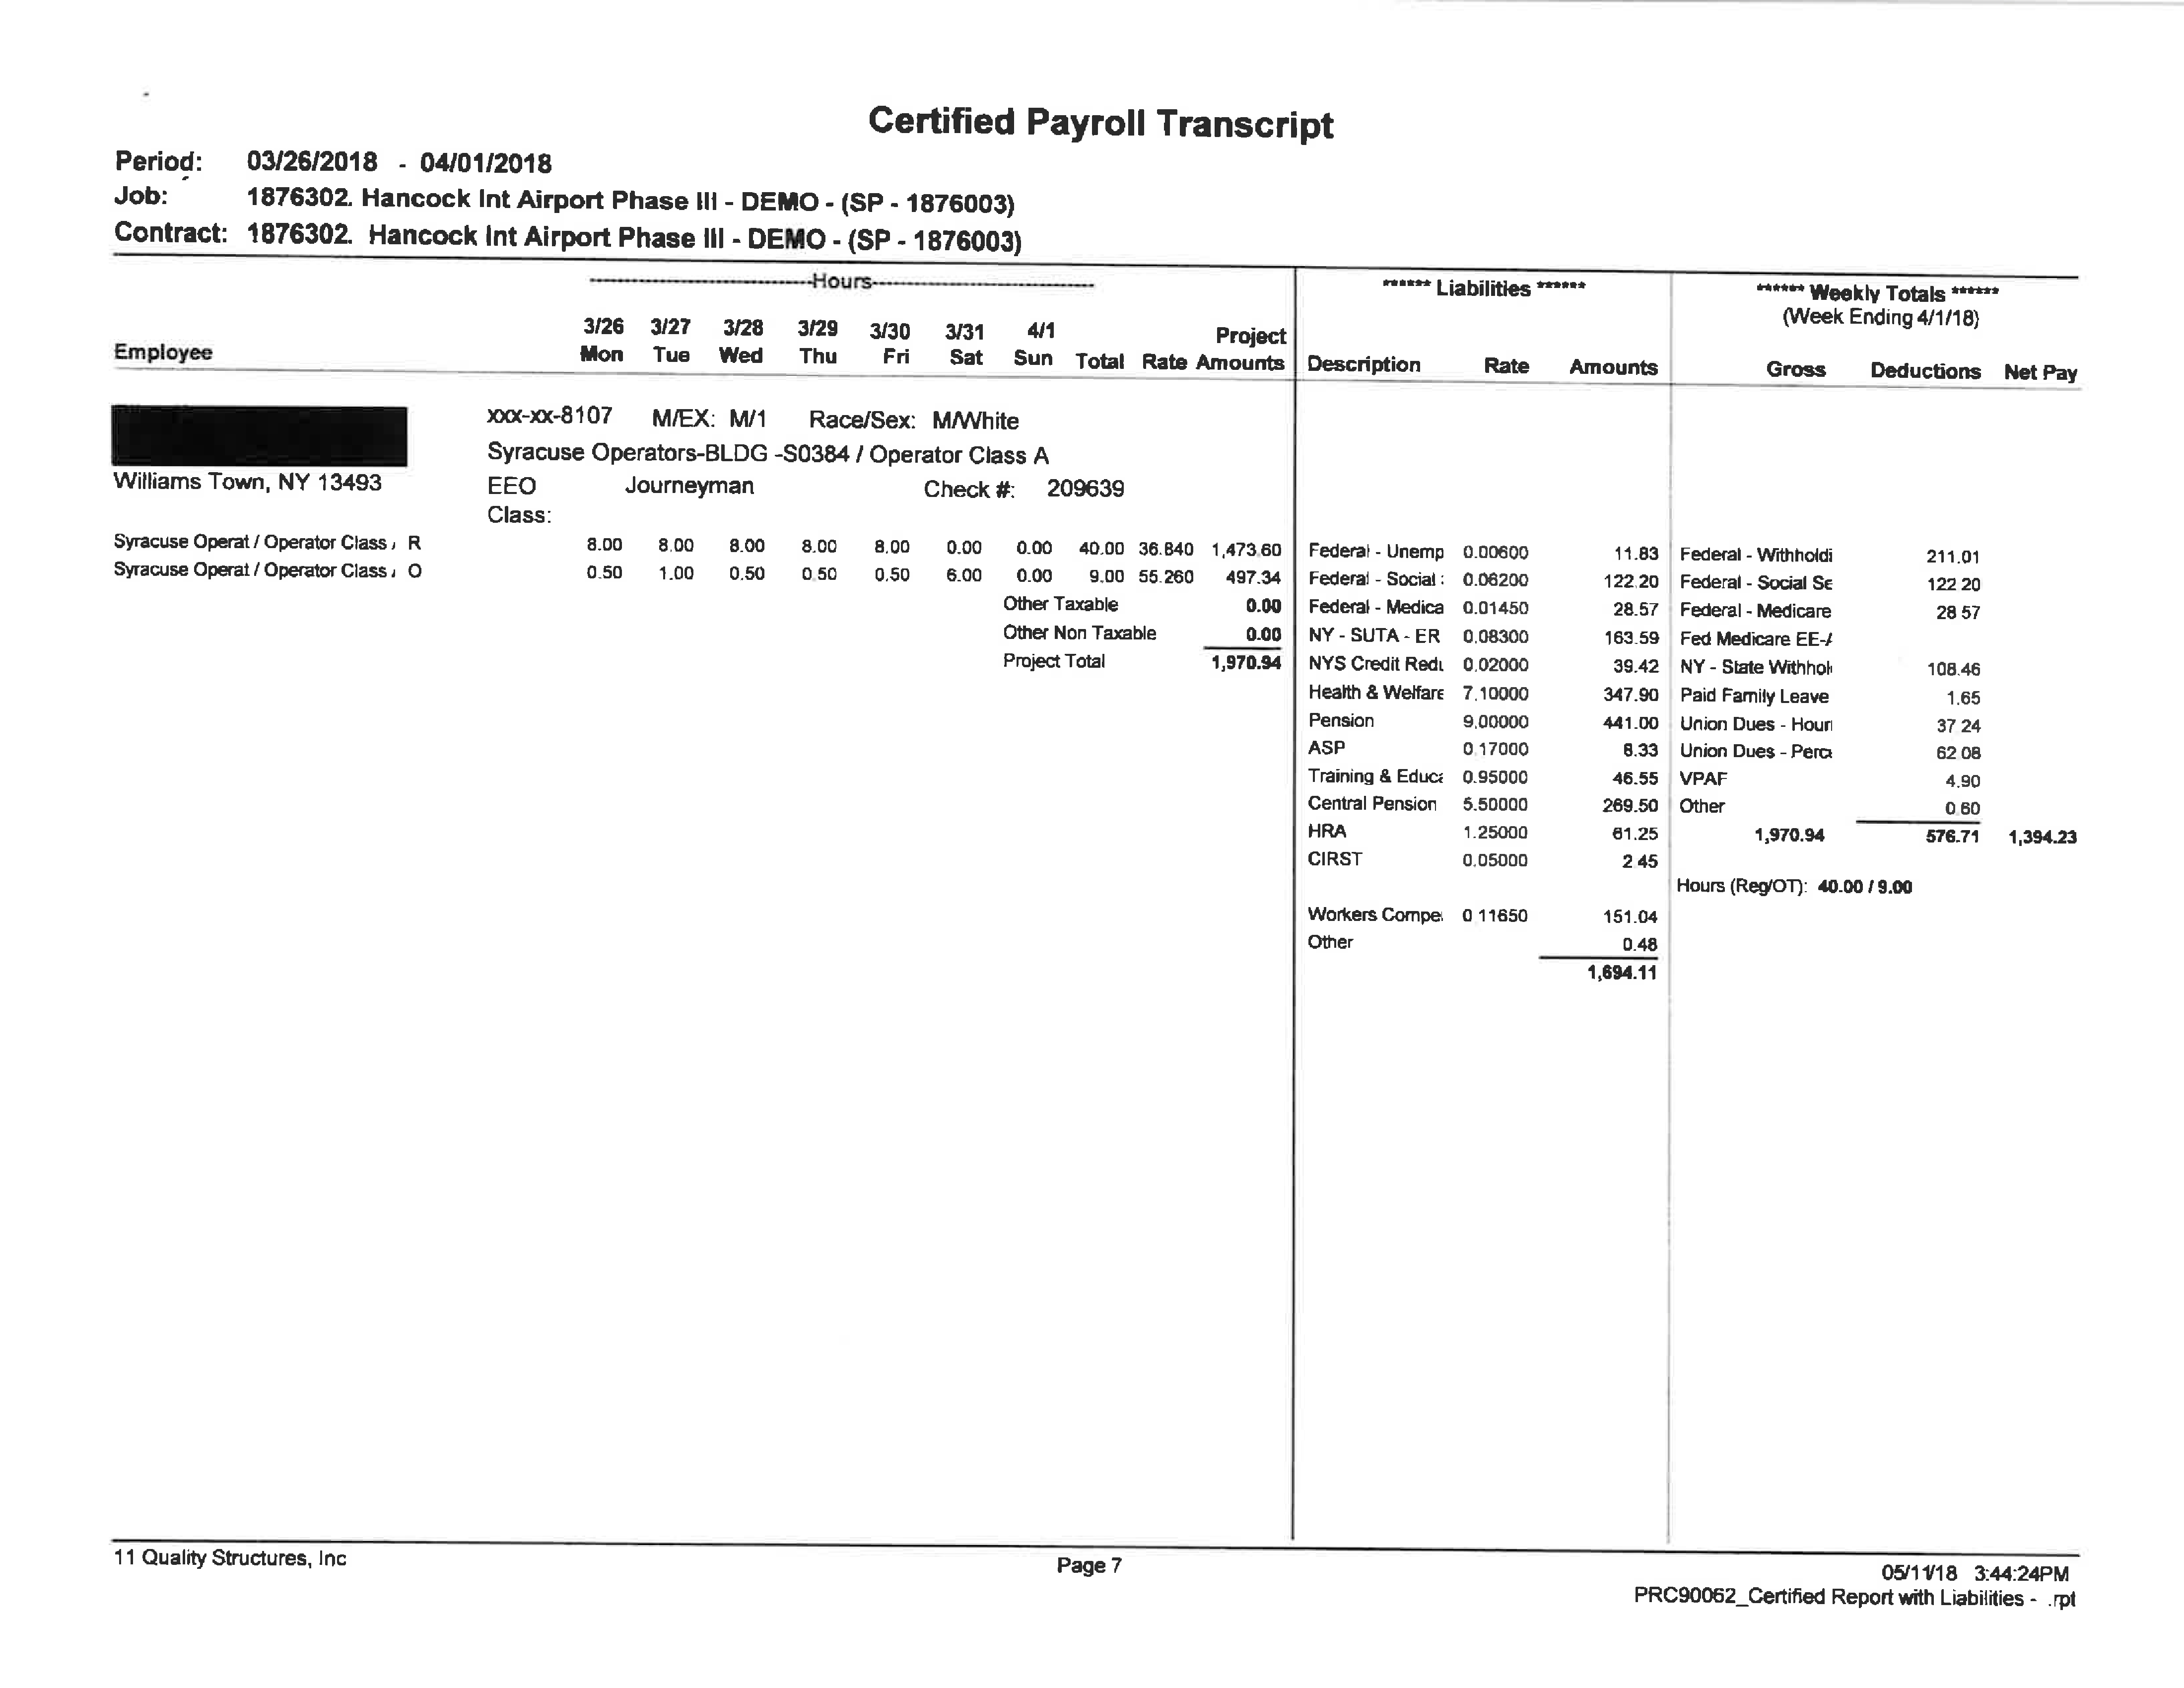 Certified Payroll Transcript
Period: 03/26/2018 - 04/01/2018
Job: 1876302. Hancock Int Airport Phase III - DEMO - (SP - 1876003)
Contract: 1876302. Hancock Int Airport Phase III - DEMO - (SP - 1876003)
Hours
****** Liabilities ******
****** Weekly Totals ******
(Week Ending 4/1/18)
3/26 3/27 3/28 3/29 3/30 3/31 4/1 Project
Employee Mon Tue Wed Thu Fri Sat Sun Total Rate Amounts Description Rate Amounts Gross Deductions Net Pay
xxx-xx-8107 M/EX: M/1 Race/Sex: M/White
Syracuse Operators-BLDG -S0384 / Operator Class A
Williams Town, NY 13493 EEO Journeyman Check #: 209639
Class:
Syracuse Operat / Operator Class R 8.00 8.00 8.00 8.00 8.00 0.00 0.00 40.00 36.840 1,473.60 Federal - Unemp 0.00600 11.83 Federal - Withholdi 211.01
Syracuse Operat / Operator Class O 0.50 1.00 0.50 0.50 0.50 6.00 0.00 9.00 55.260 497.34 Federal - Social : 0.06200 122.20 Federal - Social Se 122 20
Other Taxable 0.00 Federal - Medica 0.01450 28.57 Federal - Medicare 28 57
Other Non Taxable 0.00 NY - SUTA - ER 0.08300 163.59 Fed Medicare EE-
Project Total 1,970.94 NYS Credit Redu 0.02000 39.42 NY - State Withhol 108.46
Health & Welfare 7.10000 347.90 Paid Family Leave 1.65
Pension 9.00000 441.00 Union Dues - Hour 37 24
ASP 0.17000 8.33 Union Dues - Perce 62 08
Training & Educa 0.95000 46.55 VPAF 4.90
Central Pension 5.50000 269.50 Other 0.60
HRA 1.25000 61.25 1,970.94 576.71 1,394.23
CIRST 0.05000 2 45
Hours (Reg/OT): 40.00 / 9.00
Workers Compe 0 11650 151.04
Other 0.48
1,694.11
11 Quality Structures, Inc Page 7 05/11/18 3:44:24PM
PRC90062_Certified Report with Liabilities - .rpt